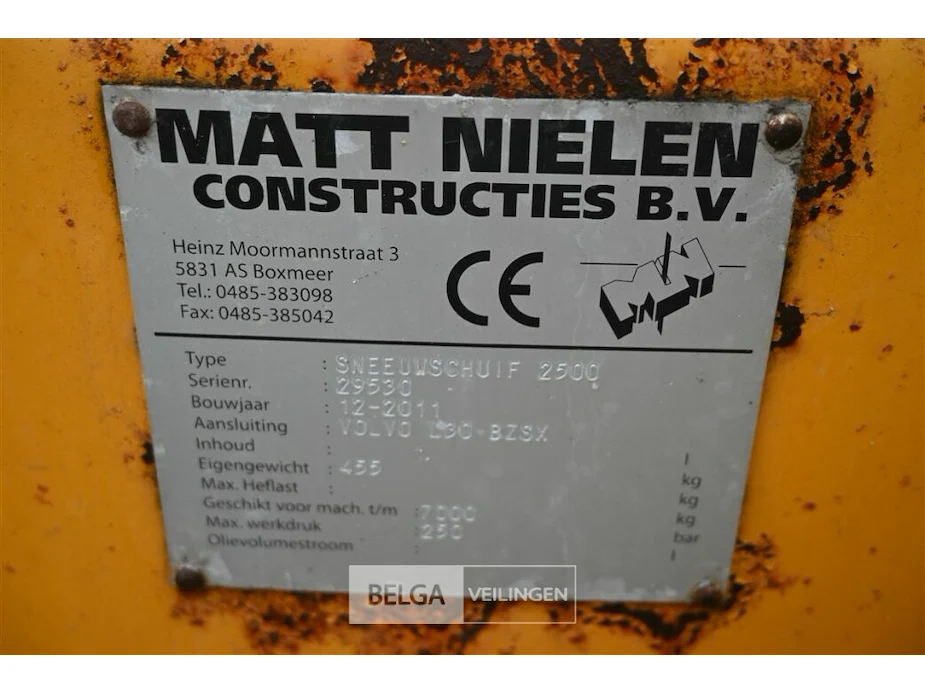 MATT NIELEN
CONSTRUCTIES B.V.
Heinz Moormannstraat 3
5831 AS Boxmeer
Tel.: 0485-383098
Fax: 0485-385042
CE
MNC
Type : SNEEUWSCHUIF 2500
Serienr. : 29530
Bouwjaar : 12-2011
Aansluiting : VOLVO L30-BZSX
Inhoud : l
Eigengewicht : 455 kg
Max. Heflast : kg
Geschikt voor mach. t/m : 7000 kg
Max. werkdruk : 250 bar
Olievolumestroom : l
BELGA VEILINGEN